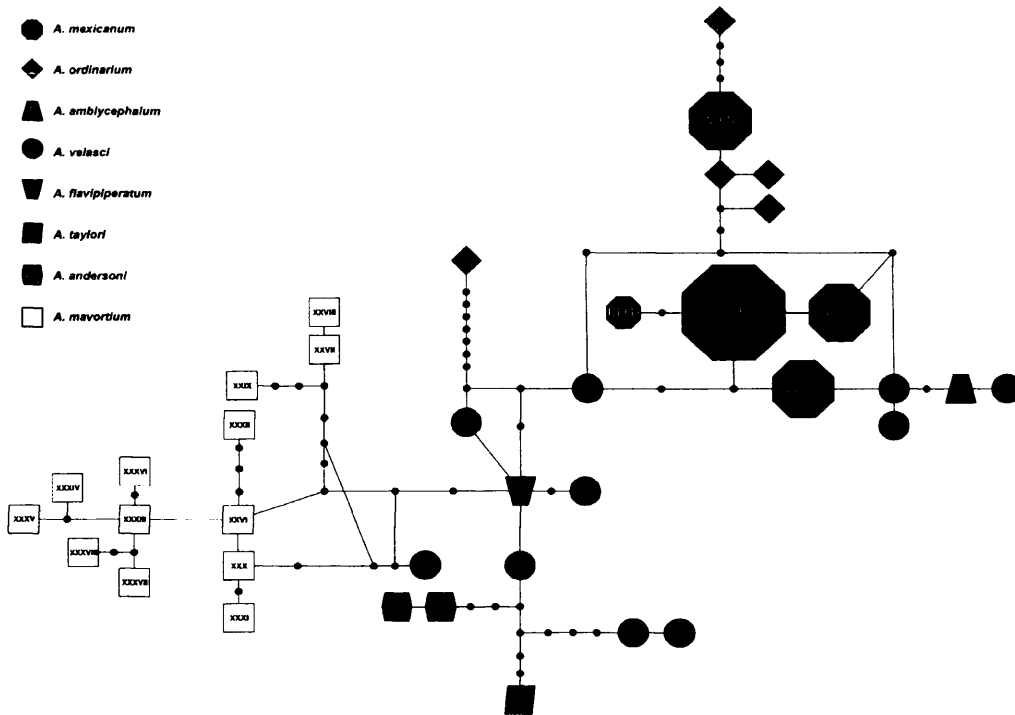 A. mexicanum
A. ordinarium
A. amblycephalum
A. velasci
A. flavipiperatum
A. taylori
A. andersoni
A. mavortium
XXVIII
XXVII
XXIX
XXXII
XXXVI
XXXIV
XXXV
XXXIII
XXVI
XXXVIII
XXX
XXXVII
XXXI